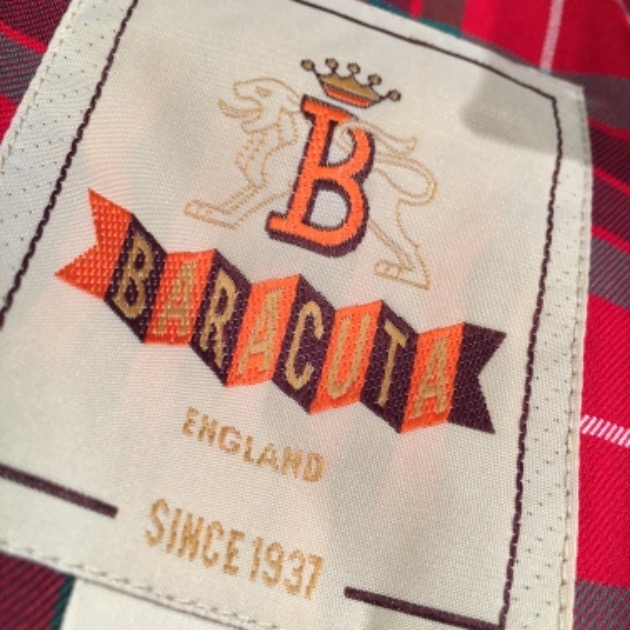 B
BARACUTA
ENGLAND
SINCE 1937